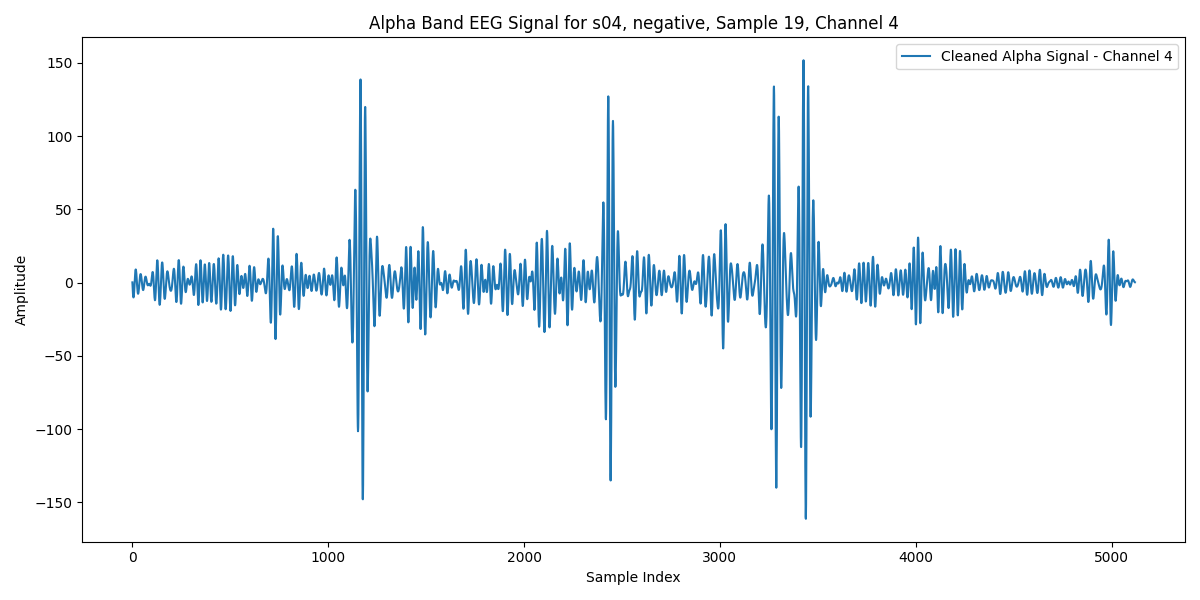 Alpha Band EEG Signal for s04, negative, Sample 19, Channel 4
Cleaned Alpha Signal - Channel 4
150
100
50
0
−50
−100
−150
Amplitude
0 1000 2000 3000 4000 5000
Sample Index